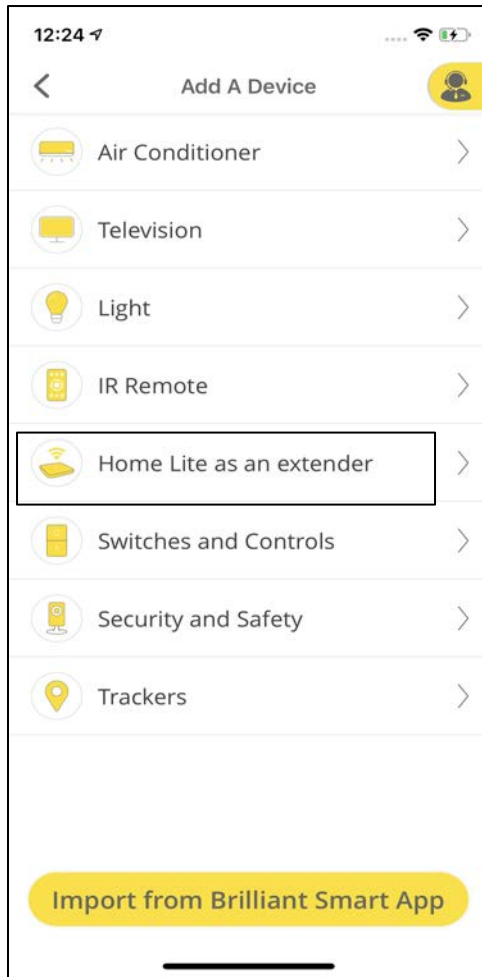 12:24
Add A Device
Air Conditioner
Television
Light
IR Remote
Home Lite as an extender
Switches and Controls
Security and Safety
Trackers
Import from Brilliant Smart App